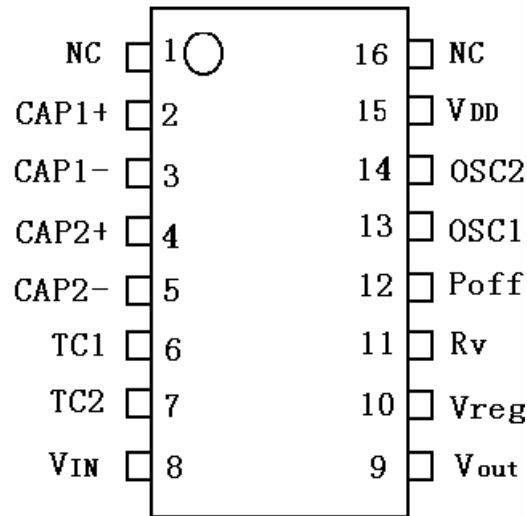 NC 1 16 NC
CAP1+ 2 15 VDD
CAP1- 3 14 OSC2
CAP2+ 4 13 OSC1
CAP2- 5 12 Poff
TC1 6 11 Rv
TC2 7 10 Vreg
VIN 8 9 Vout